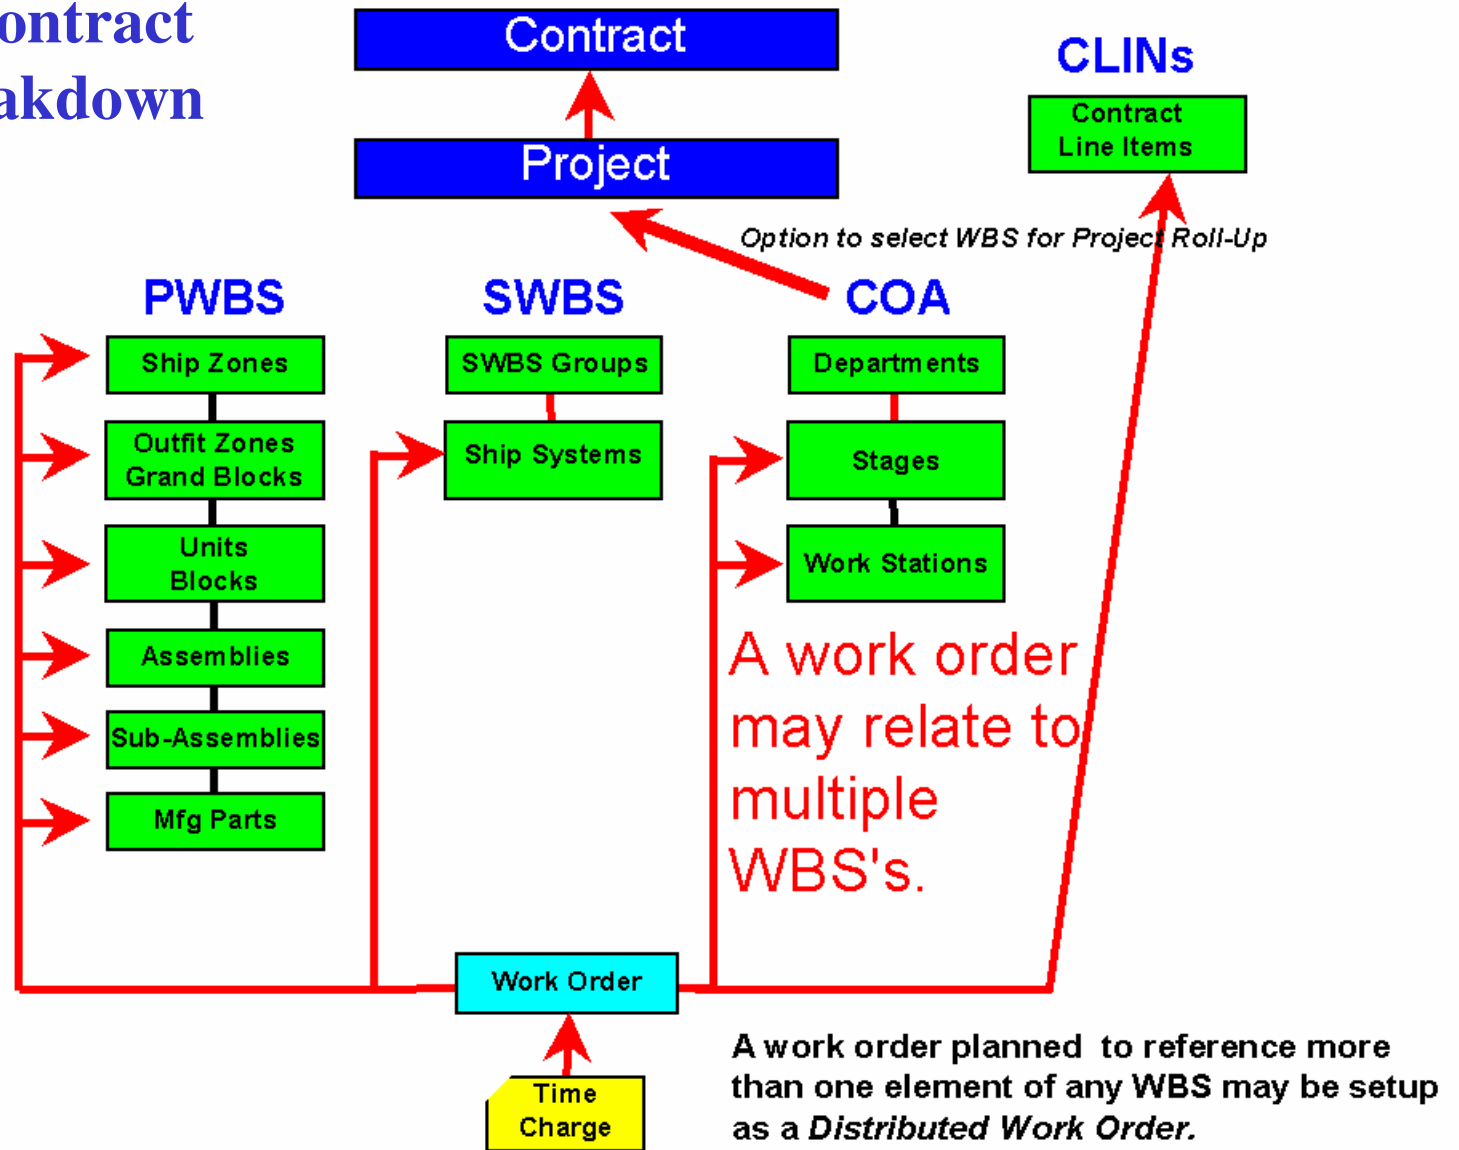 ontract
akdown
Contract
Project
CLINs
Contract
Line Items
Option to select WBS for Project Roll-Up
PWBS
SWBS
COA
Ship Zones
Outfit Zones
Grand Blocks
Units
Blocks
Assemblies
Sub-Assemblies
Mfg Parts
SWBS Groups
Ship Systems
Departments
Stages
Work Stations
A work order
may relate to
multiple
WBS's.
Work Order
Time
Charge
A work order planned to reference more
than one element of any WBS may be setup
as a Distributed Work Order.